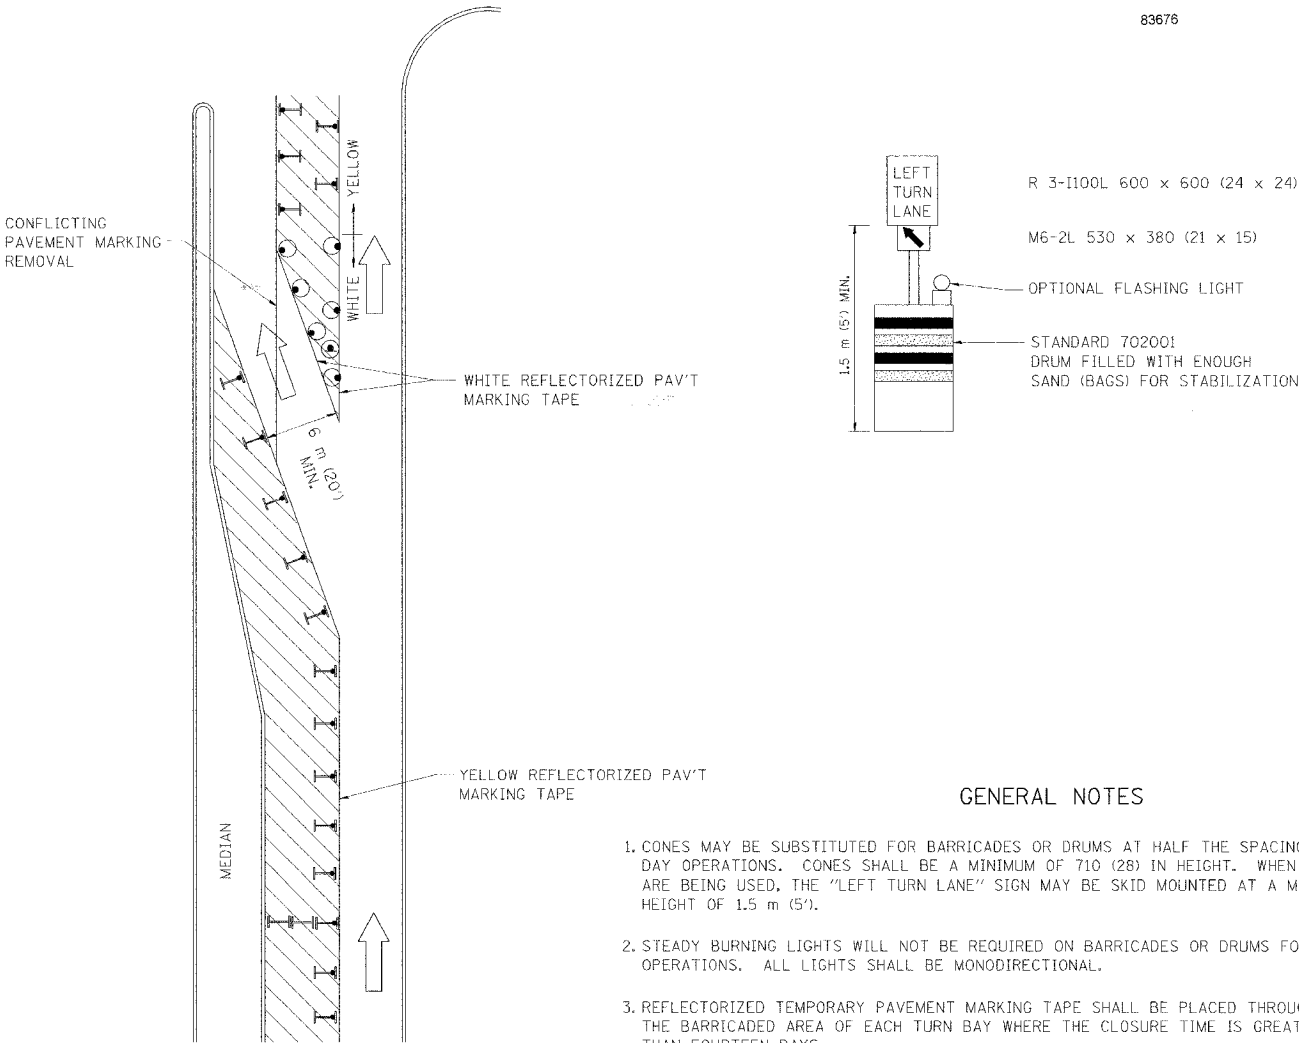 83676
CONFLICTING
PAVEMENT MARKING
REMOVAL
YELLOW
WHITE
WHITE REFLECTORIZED PAV'T
MARKING TAPE
6 m (20')
MIN.
YELLOW REFLECTORIZED PAV'T
MARKING TAPE
MEDIAN
LEFT
TURN
LANE
R 3-I100L 600 x 600 (24 x 24)
M6-2L 530 x 380 (21 x 15)
OPTIONAL FLASHING LIGHT
1.5 m (5') MIN.
STANDARD 702001
DRUM FILLED WITH ENOUGH
SAND (BAGS) FOR STABILIZATION
GENERAL NOTES
1. CONES MAY BE SUBSTITUTED FOR BARRICADES OR DRUMS AT HALF THE SPACING
DAY OPERATIONS. CONES SHALL BE A MINIMUM OF 710 (28) IN HEIGHT. WHEN
ARE BEING USED, THE "LEFT TURN LANE" SIGN MAY BE SKID MOUNTED AT A M
HEIGHT OF 1.5 m (5').
2. STEADY BURNING LIGHTS WILL NOT BE REQUIRED ON BARRICADES OR DRUMS FO
OPERATIONS. ALL LIGHTS SHALL BE MONODIRECTIONAL.
3. REFLECTORIZED TEMPORARY PAVEMENT MARKING TAPE SHALL BE PLACED THROU
THE BARRICADED AREA OF EACH TURN BAY WHERE THE CLOSURE TIME IS GREAT
THAN FOURTEEN DAYS